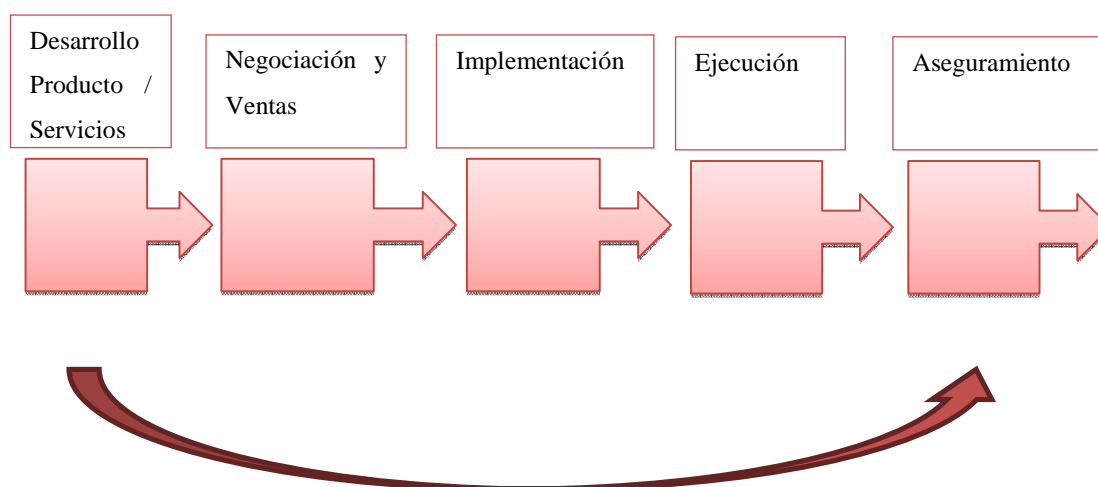 Desarrollo
Producto /
Servicios
Negociación y
Ventas
Implementación
Ejecución
Aseguramiento